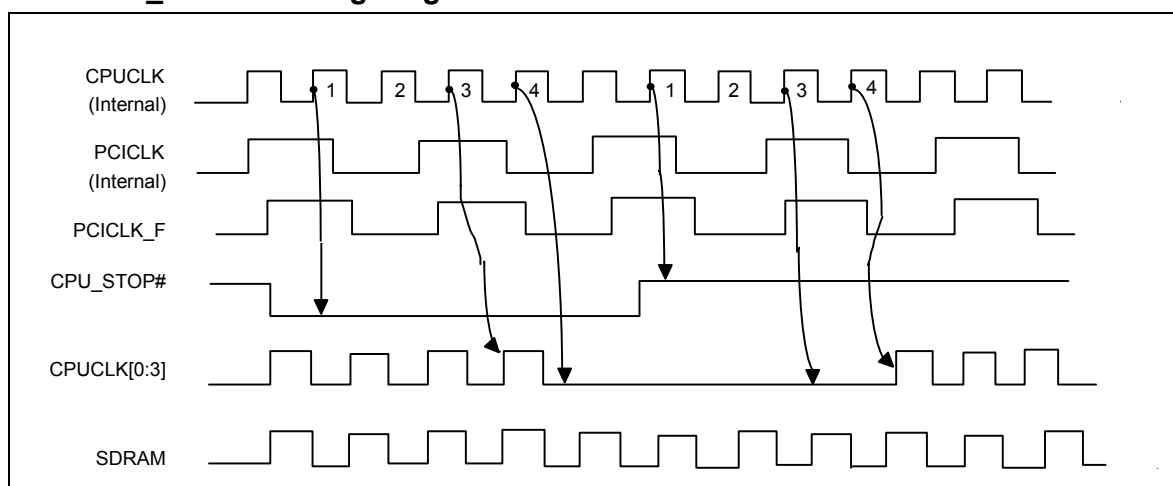 CPUCLK
(Internal)
1 2 3 4 1 2 3 4
PCICLK
(Internal)
PCICLK_F
CPU_STOP#
CPUCLK[0:3]
SDRAM